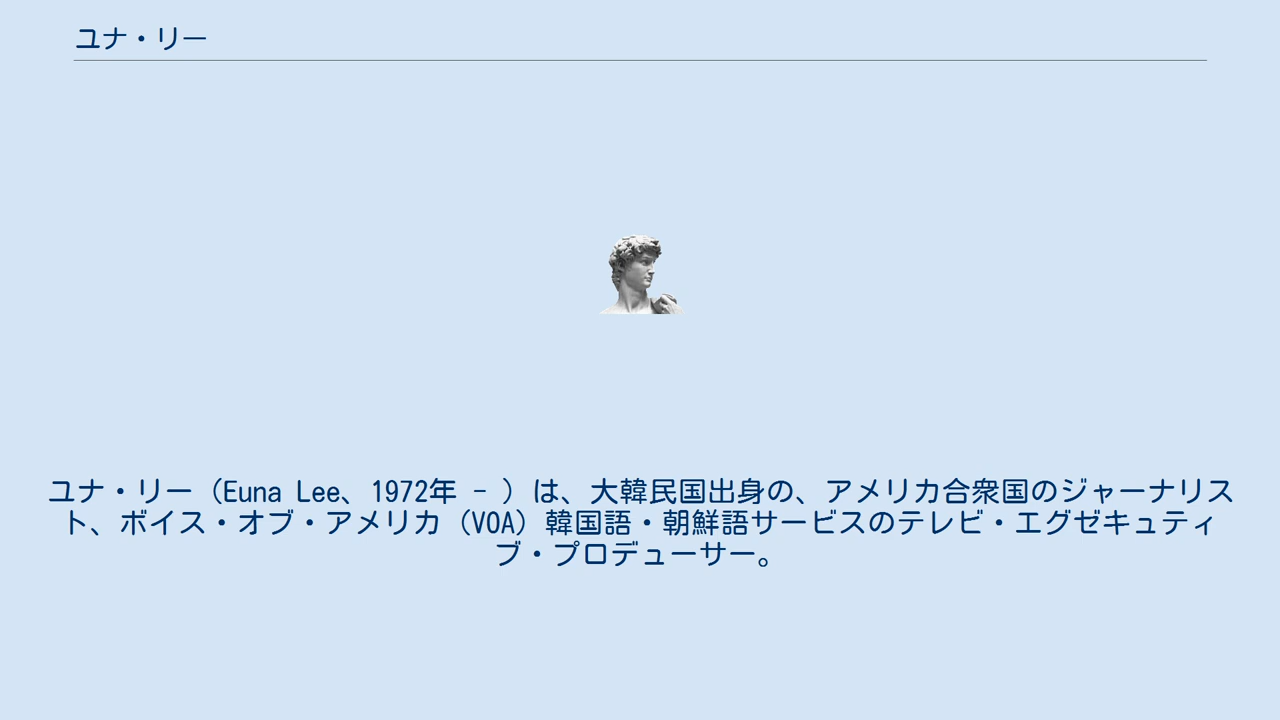 ユナ・リー
ユナ・リー（Euna Lee、1972年 - ）は、大韓民国出身の、アメリカ合衆国のジャーナリス
ト、ボイス・オブ・アメリカ（VOA）韓国語・朝鮮語サービスのテレビ・エグゼキュティ
ブ・プロデューサー。